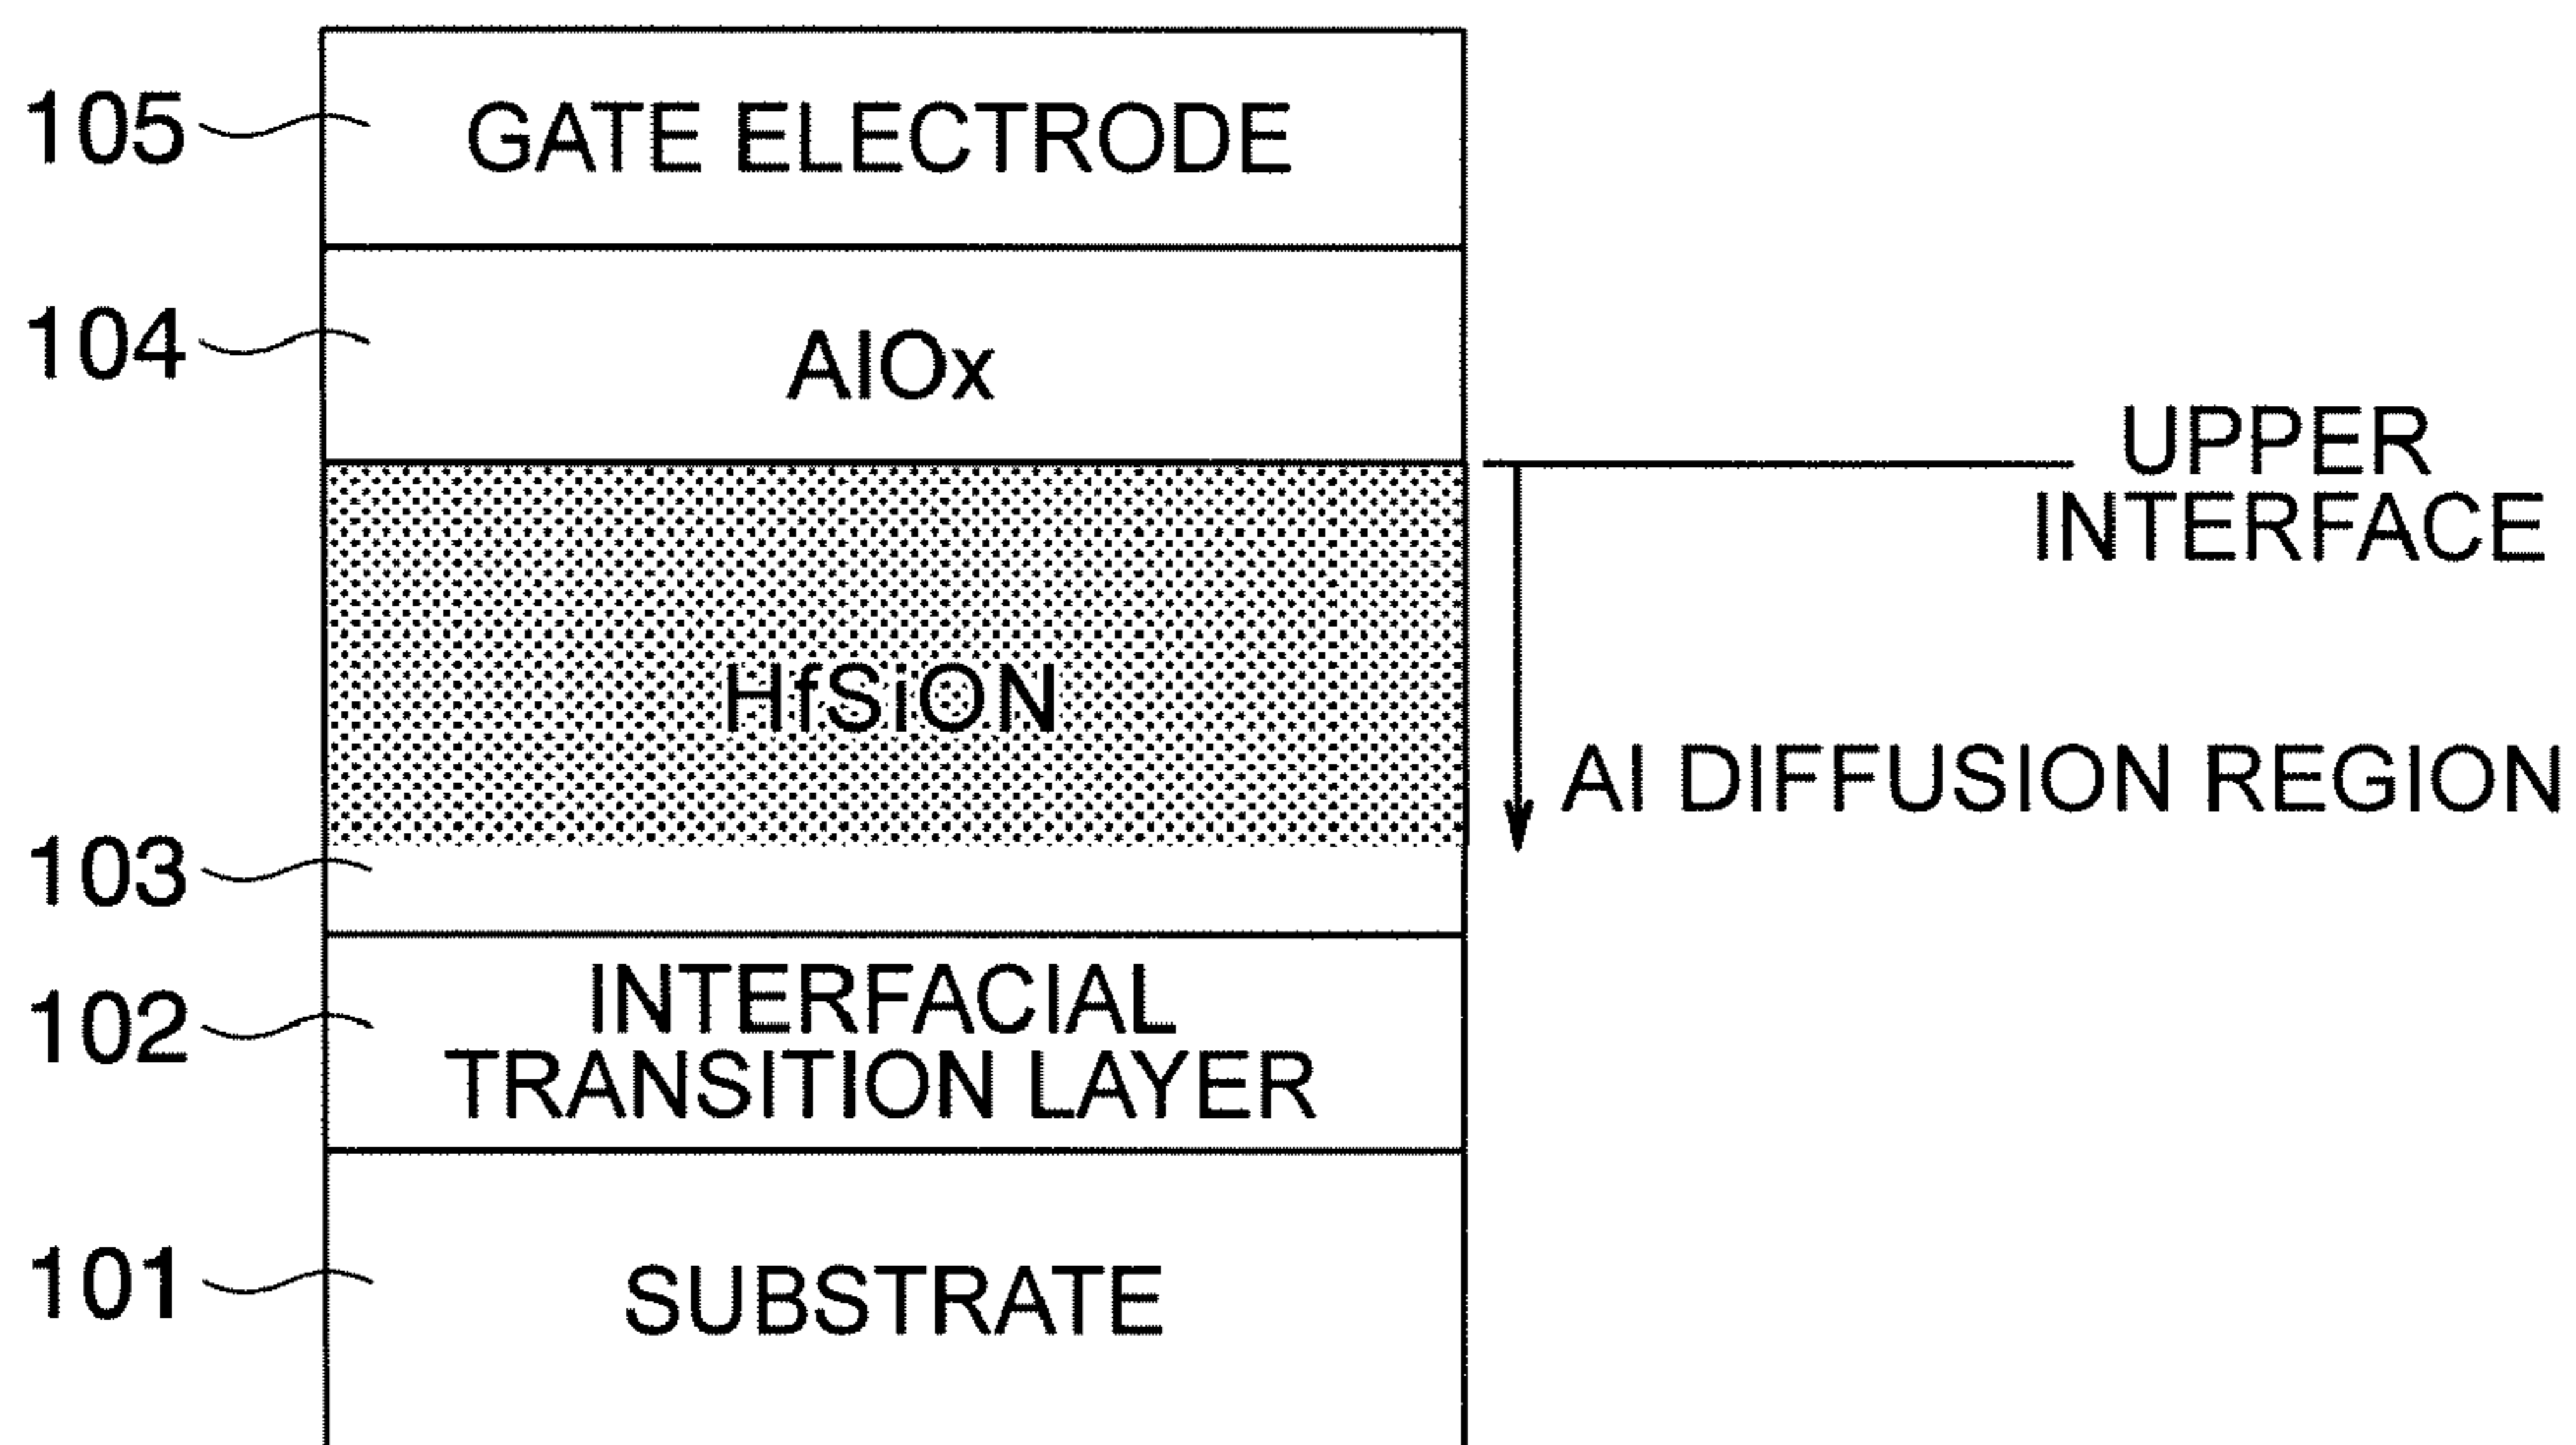 105 GATE ELECTRODE
104 AlOx
UPPER
INTERFACE
HfSiON
Al DIFFUSION REGION
103
INTERFACIAL
102
TRANSITION LAYER
101 SUBSTRATE